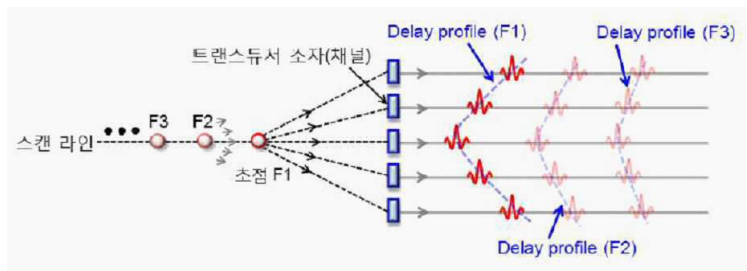 Delay profile (F1)
Delay profile (F3)
트랜스듀서 소자(채널)
F3
F2
스캔 라인
초점 F1
Delay profile (F2)